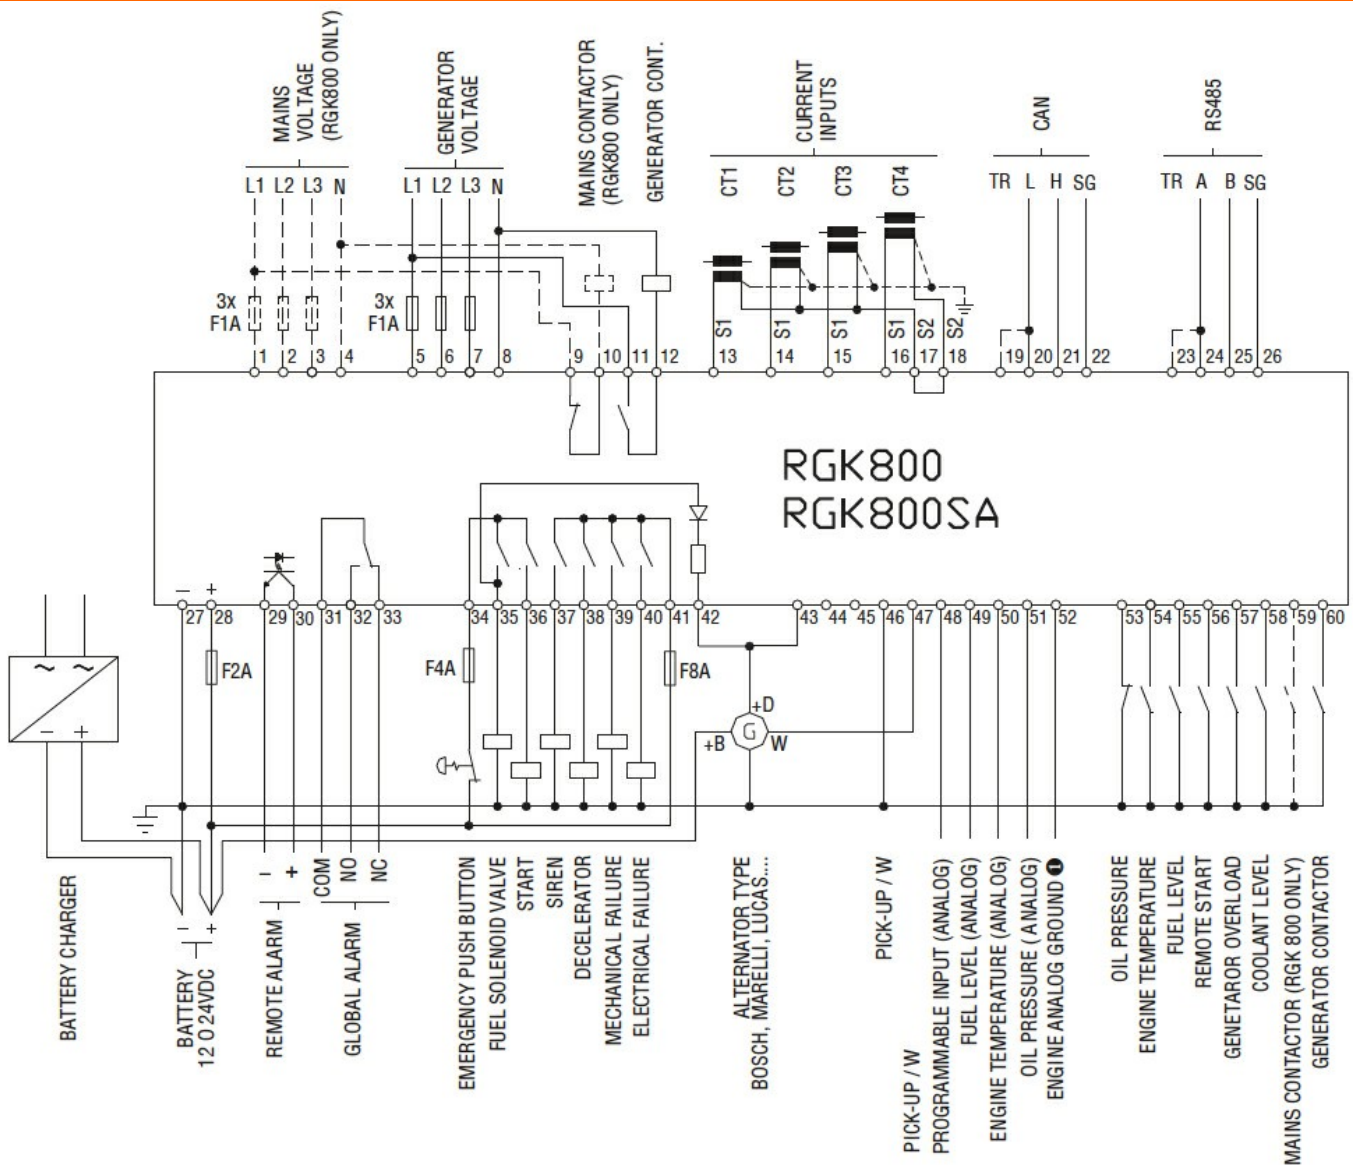 MAINS
VOLTAGE
(RGK800 ONLY)
GENERATOR
VOLTAGE
MAINS CONTACTOR
(RGK800 ONLY)
GENERATOR CONT.
CURRENT
INPUTS
CAN
RS485
L1 L2 L3 N
L1 L2 L3 N
CT1 CT2 CT3 CT4
TR L H SG
TR A B SG
3x
F1A
3x
F1A
S1 S1 S1 S1 S2 S2
1 2 3 4 5 6 7 8 9 10 11 12 13 14 15 16 17 18 19 20 21 22 23 24 25 26
RGK800
RGK800SA
– +
27 28 29 30 31 32 33 34 35 36 37 38 39 40 41 42 43 44 45 46 47 48 49 50 51 52 53 54 55 56 57 58 59 60
~ ~
– +
F2A
F4A
F8A
+D
+B
G
W
BATTERY CHARGER
– +
BATTERY
12 O 24VDC
– +
REMOTE ALARM
COM
NO
NC
GLOBAL ALARM
EMERGENCY PUSH BUTTON
FUEL SOLENOID VALVE
START
SIREN
DECELERATOR
MECHANICAL FAILURE
ELECTRICAL FAILURE
ALTERNATOR TYPE
BOSCH, MARELLI, LUCAS....
PICK-UP / W
PICK-UP / W
PROGRAMMABLE INPUT (ANALOG)
FUEL LEVEL (ANALOG)
ENGINE TEMPERATURE (ANALOG)
OIL PRESSURE ( ANALOG)
ENGINE ANALOG GROUND ❶
OIL PRESSURE
ENGINE TEMPERATURE
FUEL LEVEL
REMOTE START
GENETAROR OVERLOAD
COOLANT LEVEL
MAINS CONTACTOR (RGK 800 ONLY)
GENERATOR CONTACTOR